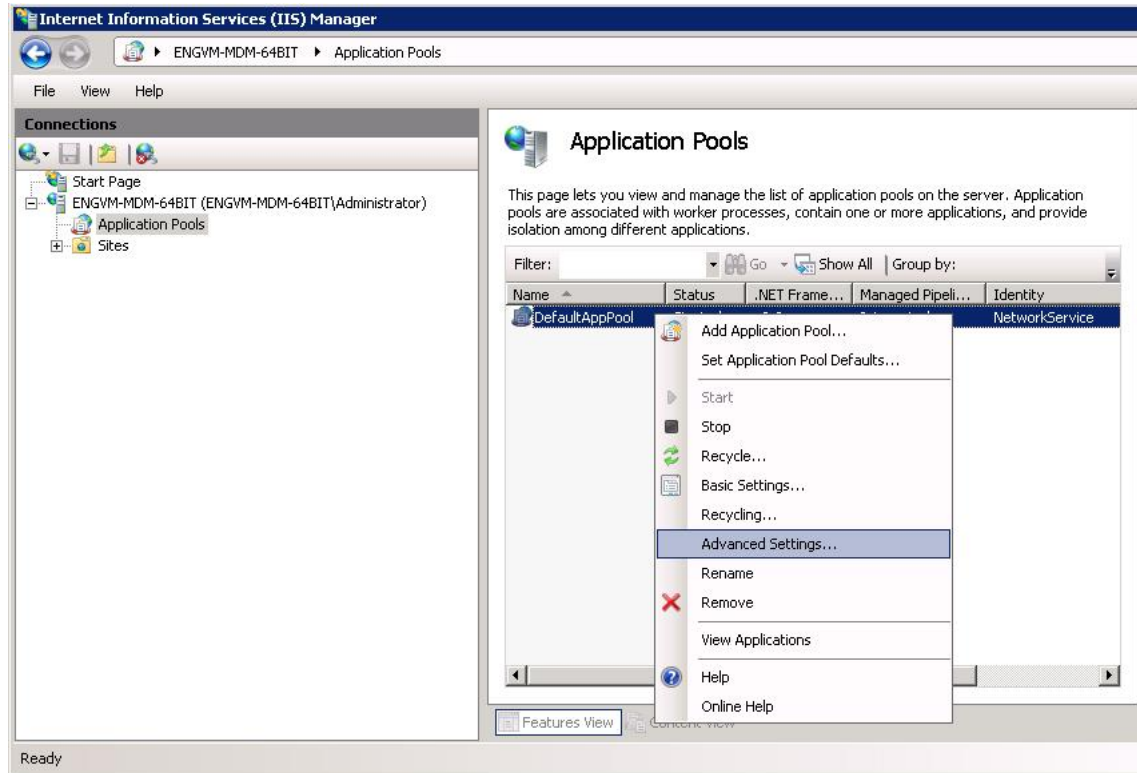 Internet Information Services (IIS) Manager
ENGVM-MDM-64BIT Application Pools
File View Help
Connections
Start Page
ENGVM-MDM-64BIT (ENGVM-MDM-64BIT\Administrator)
Application Pools
Sites
Application Pools
This page lets you view and manage the list of application pools on the server. Application
pools are associated with worker processes, contain one or more applications, and provide
isolation among different applications.
Filter: Go Show All Group by:
Name Status .NET Frame... Managed Pipeli... Identity
DefaultAppPool NetworkService
Add Application Pool...
Set Application Pool Defaults...
Start
Stop
Recycle...
Basic Settings...
Recycling...
Advanced Settings...
Rename
Remove
View Applications
Help
Online Help
Features View
Ready